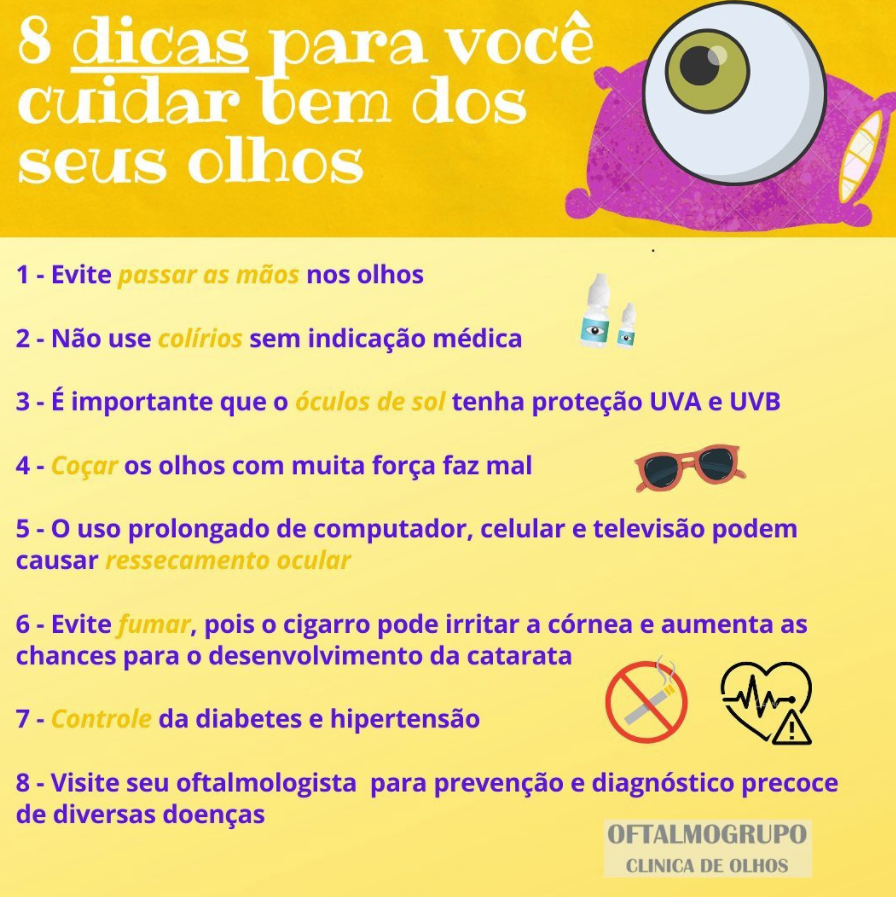 8 dicas para você
cuidar bem dos
seus olhos
1 - Evite passar as mãos nos olhos
2 - Não use colírios sem indicação médica
3 - É importante que o óculos de sol tenha proteção UVA e UVB
4 - Coçar os olhos com muita força faz mal
5 - O uso prolongado de computador, celular e televisão podem
causar ressecamento ocular
6 - Evite fumar, pois o cigarro pode irritar a córnea e aumenta as
chances para o desenvolvimento da catarata
7 - Controle da diabetes e hipertensão
8 - Visite seu oftalmologista  para prevenção e diagnóstico precoce
de diversas doenças
OFTALMOGRUPO
CLINICA DE OLHOS